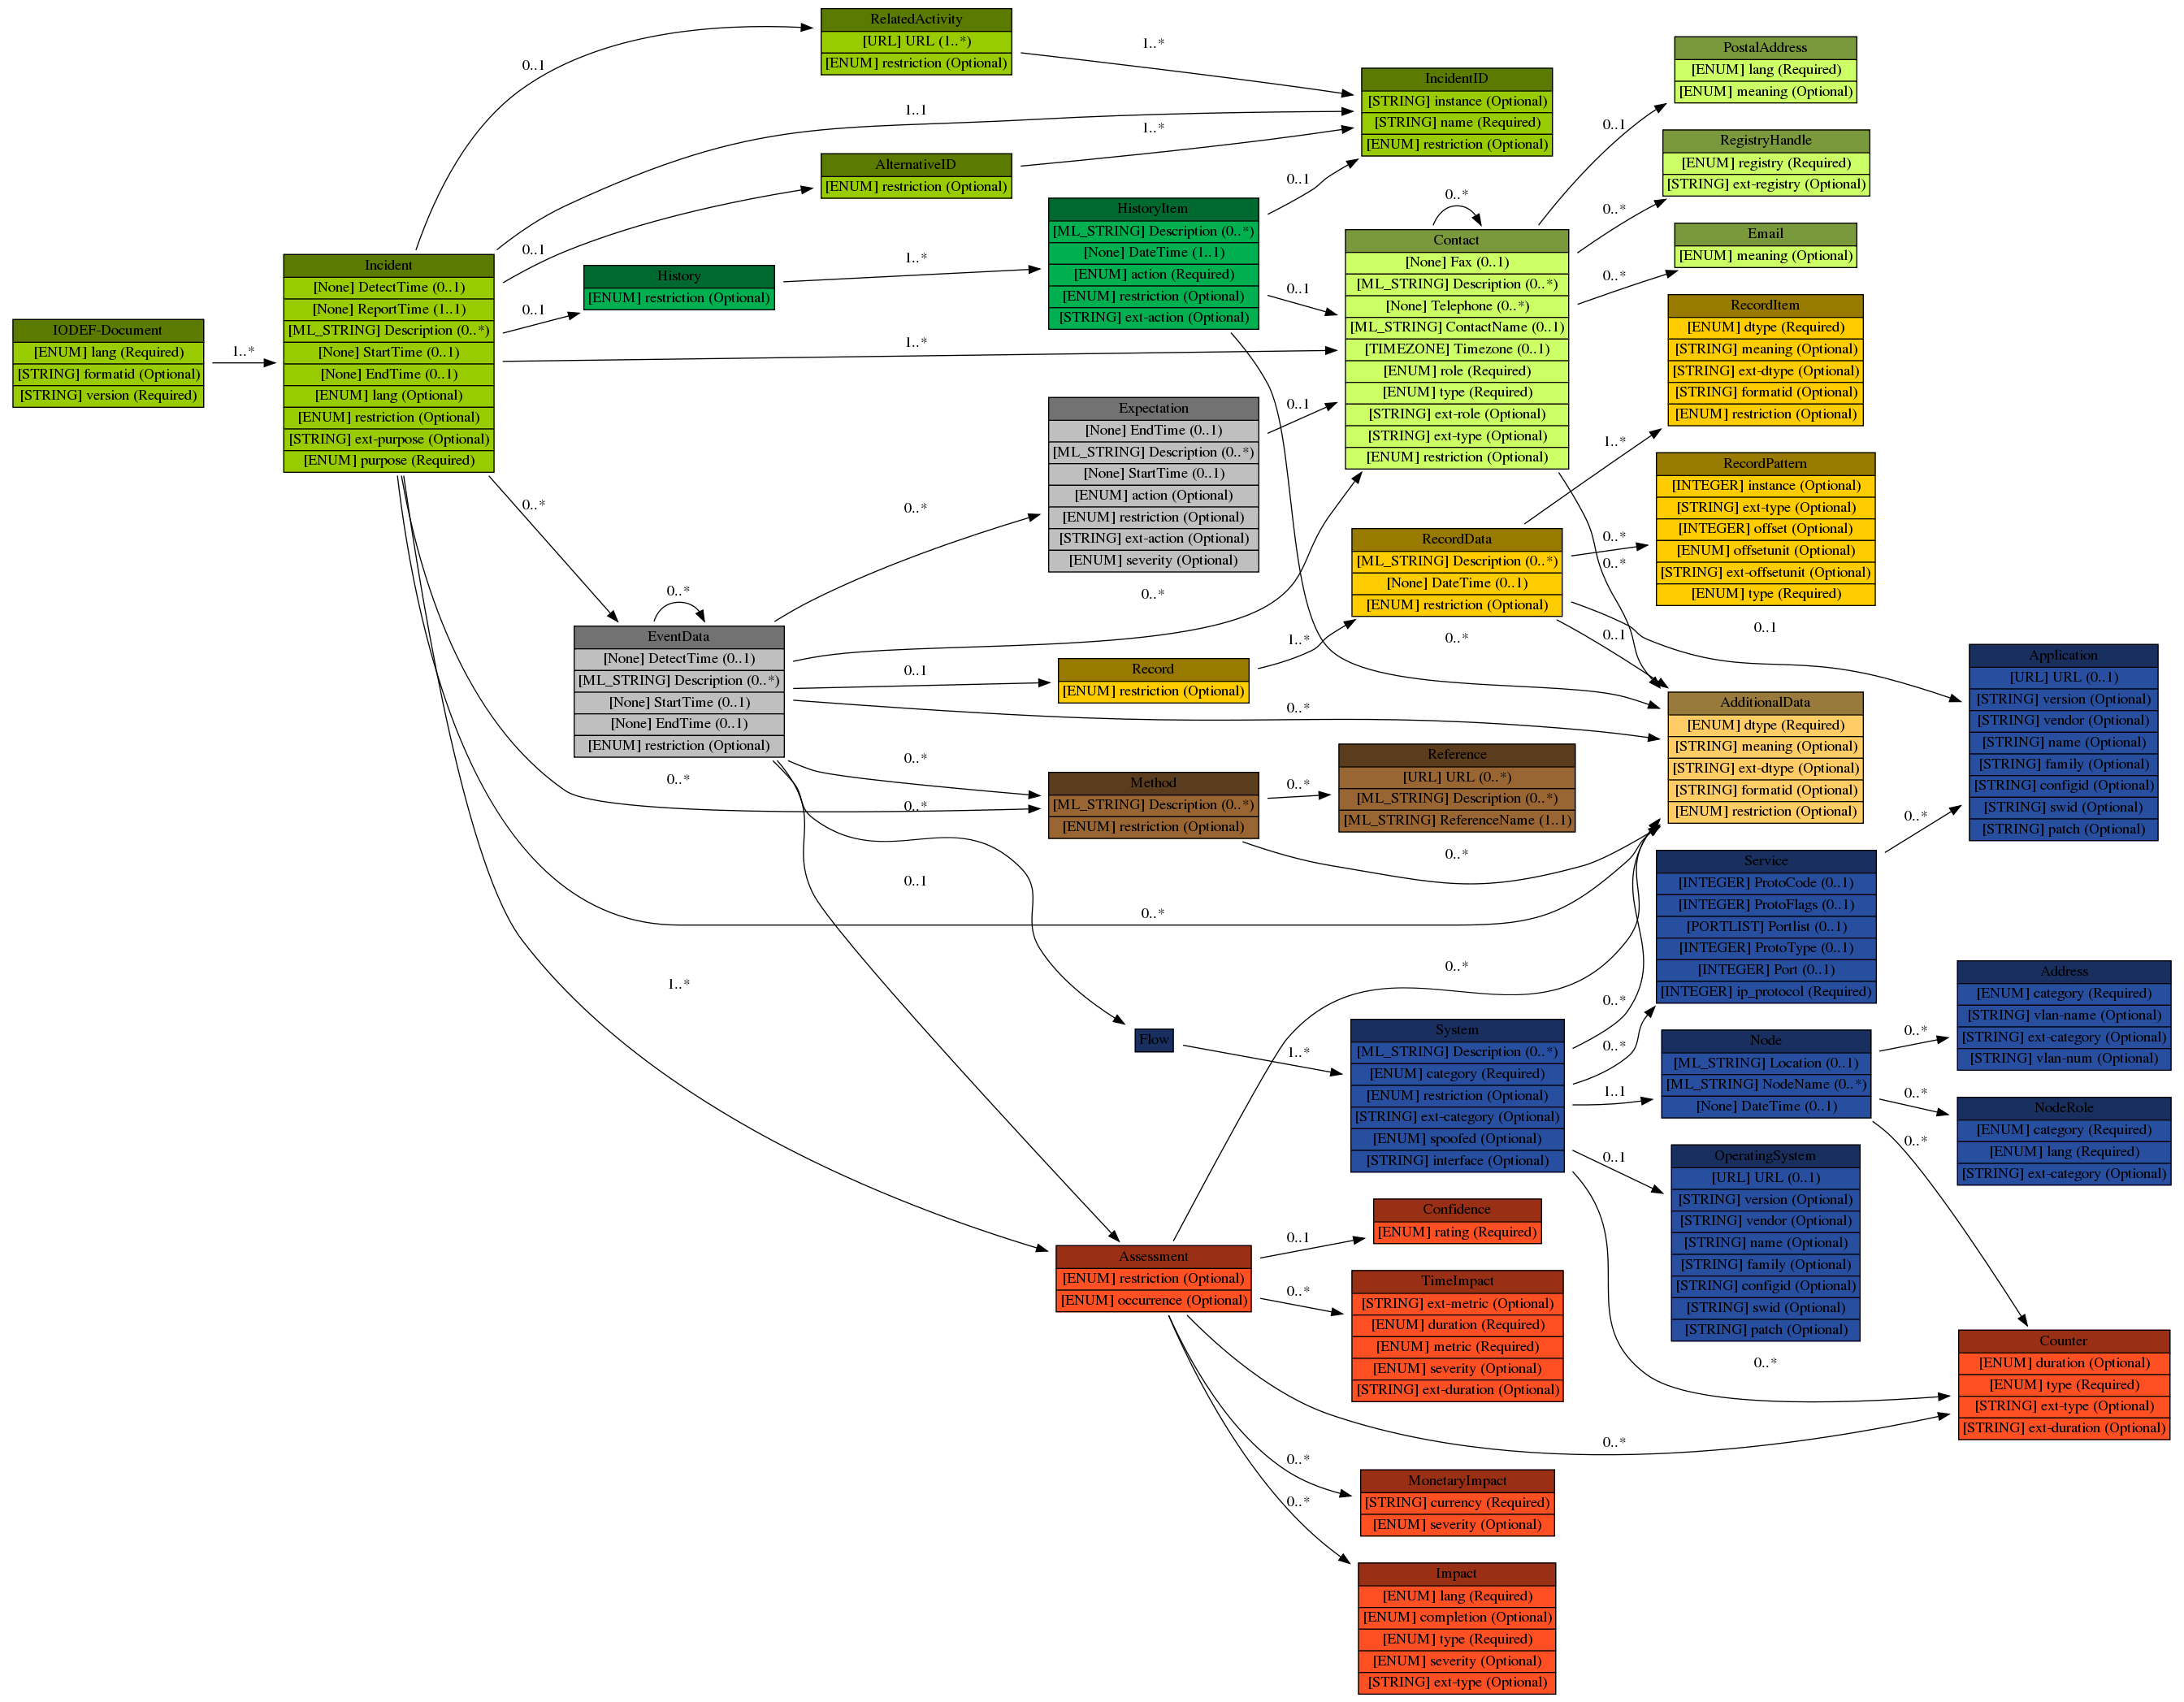 IODEF-Document
[ENUM] lang (Required)
[STRING] formatid (Optional)
[STRING] version (Required)
1..*
Incident
[None] DetectTime (0..1)
[None] ReportTime (1..1)
[ML_STRING] Description (0..*)
[None] StartTime (0..1)
[None] EndTime (0..1)
[ENUM] lang (Optional)
[ENUM] restriction (Optional)
[STRING] ext-purpose (Optional)
[ENUM] purpose (Required)
0..1
1..1
0..1
0..1
1..*
0..*
0..*
0..*
1..*
RelatedActivity
[URL] URL (1..*)
[ENUM] restriction (Optional)
1..*
AlternativeID
[ENUM] restriction (Optional)
1..*
IncidentID
[STRING] instance (Optional)
[STRING] name (Required)
[ENUM] restriction (Optional)
History
[ENUM] restriction (Optional)
1..*
HistoryItem
[ML_STRING] Description (0..*)
[None] DateTime (1..1)
[ENUM] action (Required)
[ENUM] restriction (Optional)
[STRING] ext-action (Optional)
0..1
0..1
0..*
Contact
[None] Fax (0..1)
[ML_STRING] Description (0..*)
[None] Telephone (0..*)
[ML_STRING] ContactName (0..1)
[TIMEZONE] Timezone (0..1)
[ENUM] role (Required)
[ENUM] type (Required)
[STRING] ext-role (Optional)
[STRING] ext-type (Optional)
[ENUM] restriction (Optional)
0..*
0..1
0..*
0..*
0..*
PostalAddress
[ENUM] lang (Required)
[ENUM] meaning (Optional)
RegistryHandle
[ENUM] registry (Required)
[STRING] ext-registry (Optional)
Email
[ENUM] meaning (Optional)
EventData
[None] DetectTime (0..1)
[ML_STRING] Description (0..*)
[None] StartTime (0..1)
[None] EndTime (0..1)
[ENUM] restriction (Optional)
0..*
0..*
0..*
0..1
0..*
0..*
0..*
0..1
Expectation
[None] EndTime (0..1)
[ML_STRING] Description (0..*)
[None] StartTime (0..1)
[ENUM] action (Optional)
[ENUM] restriction (Optional)
[STRING] ext-action (Optional)
[ENUM] severity (Optional)
0..1
Record
[ENUM] restriction (Optional)
1..*
RecordData
[ML_STRING] Description (0..*)
[None] DateTime (0..1)
[ENUM] restriction (Optional)
1..*
0..*
0..1
0..1
RecordItem
[ENUM] dtype (Required)
[STRING] meaning (Optional)
[STRING] ext-dtype (Optional)
[STRING] formatid (Optional)
[ENUM] restriction (Optional)
RecordPattern
[INTEGER] instance (Optional)
[STRING] ext-type (Optional)
[INTEGER] offset (Optional)
[ENUM] offsetunit (Optional)
[STRING] ext-offsetunit (Optional)
[ENUM] type (Required)
Method
[ML_STRING] Description (0..*)
[ENUM] restriction (Optional)
0..*
0..*
Reference
[URL] URL (0..*)
[ML_STRING] Description (0..*)
[ML_STRING] ReferenceName (1..1)
AdditionalData
[ENUM] dtype (Required)
[STRING] meaning (Optional)
[STRING] ext-dtype (Optional)
[STRING] formatid (Optional)
[ENUM] restriction (Optional)
Application
[URL] URL (0..1)
[STRING] version (Optional)
[STRING] vendor (Optional)
[STRING] name (Optional)
[STRING] family (Optional)
[STRING] configid (Optional)
[STRING] swid (Optional)
[STRING] patch (Optional)
Service
[INTEGER] ProtoCode (0..1)
[INTEGER] ProtoFlags (0..1)
[PORTLIST] Portlist (0..1)
[INTEGER] ProtoType (0..1)
[INTEGER] Port (0..1)
[INTEGER] ip_protocol (Required)
0..*
Flow
1..*
System
[ML_STRING] Description (0..*)
[ENUM] category (Required)
[ENUM] restriction (Optional)
[STRING] ext-category (Optional)
[ENUM] spoofed (Optional)
[STRING] interface (Optional)
0..*
0..*
1..1
0..1
0..*
Node
[ML_STRING] Location (0..1)
[ML_STRING] NodeName (0..*)
[None] DateTime (0..1)
0..*
0..*
0..*
Address
[ENUM] category (Required)
[STRING] vlan-name (Optional)
[STRING] ext-category (Optional)
[STRING] vlan-num (Optional)
NodeRole
[ENUM] category (Required)
[ENUM] lang (Required)
[STRING] ext-category (Optional)
OperatingSystem
[URL] URL (0..1)
[STRING] version (Optional)
[STRING] vendor (Optional)
[STRING] name (Optional)
[STRING] family (Optional)
[STRING] configid (Optional)
[STRING] swid (Optional)
[STRING] patch (Optional)
Assessment
[ENUM] restriction (Optional)
[ENUM] occurrence (Optional)
0..*
0..1
0..*
0..*
0..*
0..*
Confidence
[ENUM] rating (Required)
TimeImpact
[STRING] ext-metric (Optional)
[ENUM] duration (Required)
[ENUM] metric (Required)
[ENUM] severity (Optional)
[STRING] ext-duration (Optional)
Counter
[ENUM] duration (Optional)
[ENUM] type (Required)
[STRING] ext-type (Optional)
[STRING] ext-duration (Optional)
MonetaryImpact
[STRING] currency (Required)
[ENUM] severity (Optional)
Impact
[ENUM] lang (Required)
[ENUM] completion (Optional)
[ENUM] type (Required)
[ENUM] severity (Optional)
[STRING] ext-type (Optional)